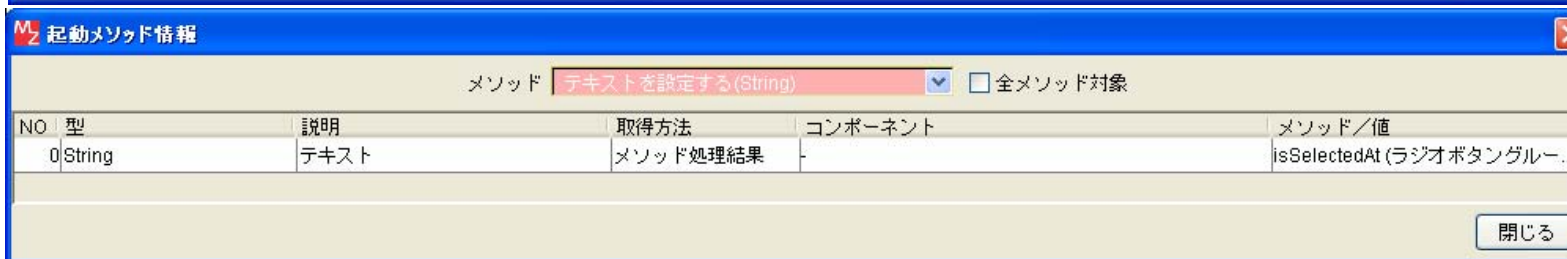 MZ 起動メソッド情報
メソッド テキストを設定する(String) 全メソッド対象
NO 型 説明 取得方法 コンポーネント メソッド／値
0 String テキスト メソッド処理結果 - isSelectedAt (ラジオボタングルー...
閉じる